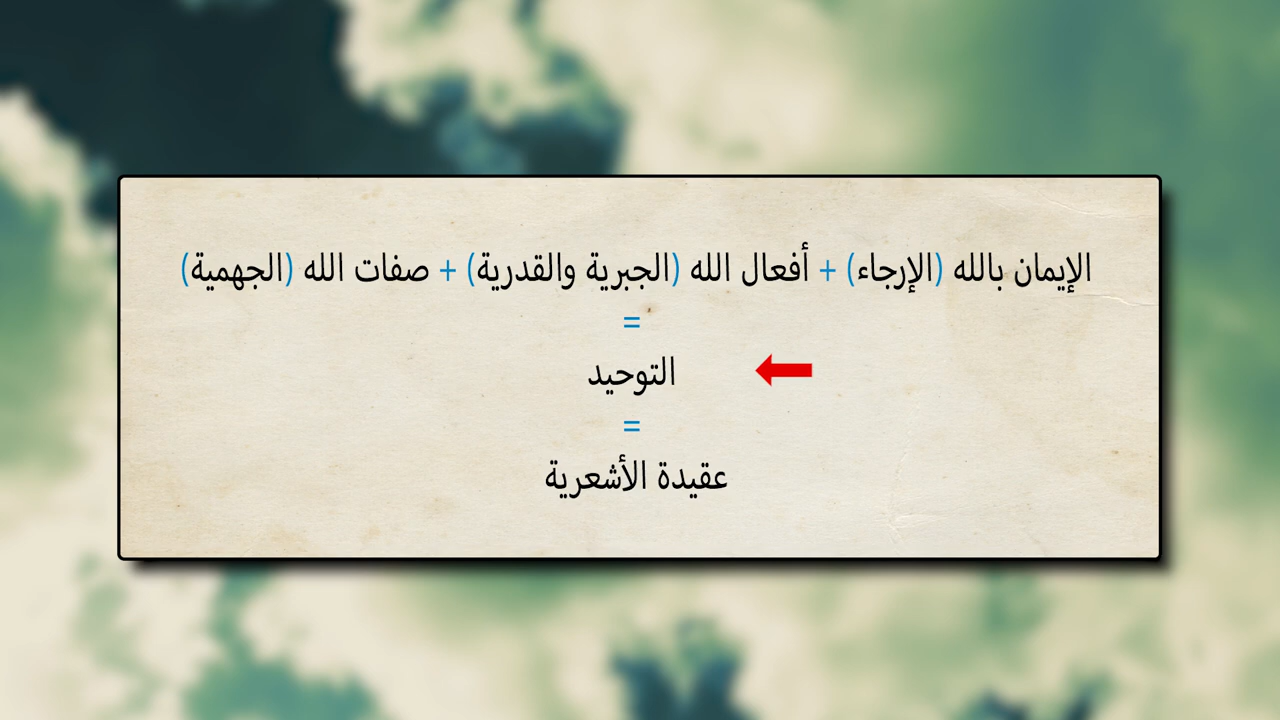 الإيمان بالله (الإرجاء) + أفعال الله (الجبرية والقدرية) + صفات الله (الجهمية)
=
التوحيد
=
عقيدة الأشعرية